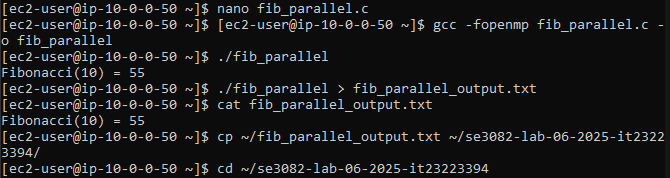 [ec2-user@ip-10-0-0-50 ~]$ nano fib_parallel.c
[ec2-user@ip-10-0-0-50 ~]$ [ec2-user@ip-10-0-0-50 ~]$ gcc -fopenmp fib_parallel.c -
o fib_parallel
[ec2-user@ip-10-0-0-50 ~]$ ./fib_parallel
Fibonacci(10) = 55
[ec2-user@ip-10-0-0-50 ~]$ ./fib_parallel > fib_parallel_output.txt
[ec2-user@ip-10-0-0-50 ~]$ cat fib_parallel_output.txt
Fibonacci(10) = 55
[ec2-user@ip-10-0-0-50 ~]$ cp ~/fib_parallel_output.txt ~/se3082-lab-06-2025-it2322
3394/
[ec2-user@ip-10-0-0-50 ~]$ cd ~/se3082-lab-06-2025-it23223394